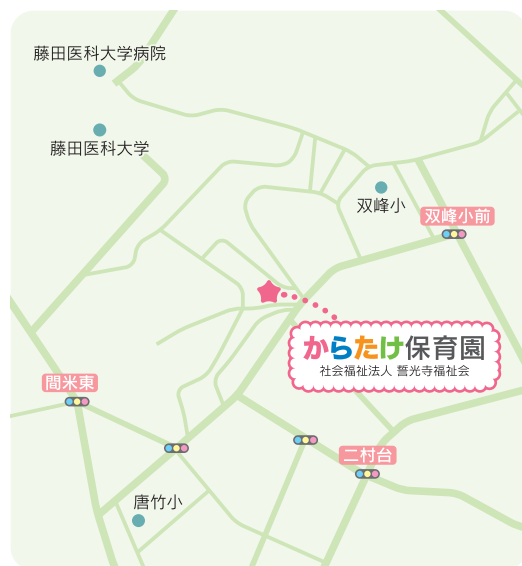 藤田医科大学病院
藤田医科大学
双峰小
双峰小前
からたけ保育園
社会福祉法人 誓光寺福祉会
間米東
二村台
唐竹小